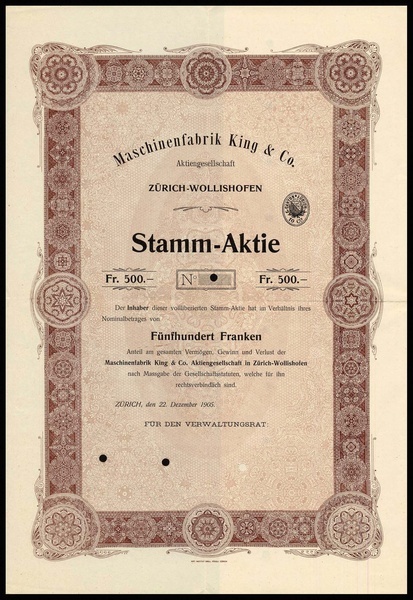 Maschinenfabrik King & Co.
Aktiengesellschaft
ZÜRICH-WOLLISHOFEN
Stamm-Aktie
Fr. 500.— No Fr. 500.—
Der Inhaber dieser volliberierten Stamm-Aktie hat im Verhältnis ihres
Nominalbetrages von
Fünfhundert Franken
Anteil am gesamten Vermögen, Gewinn und Verlust der
Maschinenfabrik King & Co. Aktiengesellschaft in Zürich-Wollishofen
nach Massgabe der Gesellschaftsstatuten, welche für ihn
rechtsverbindlich sind.
ZÜRICH, den 22. Dezember 1905.
FÜR DEN VERWALTUNGSRAT: